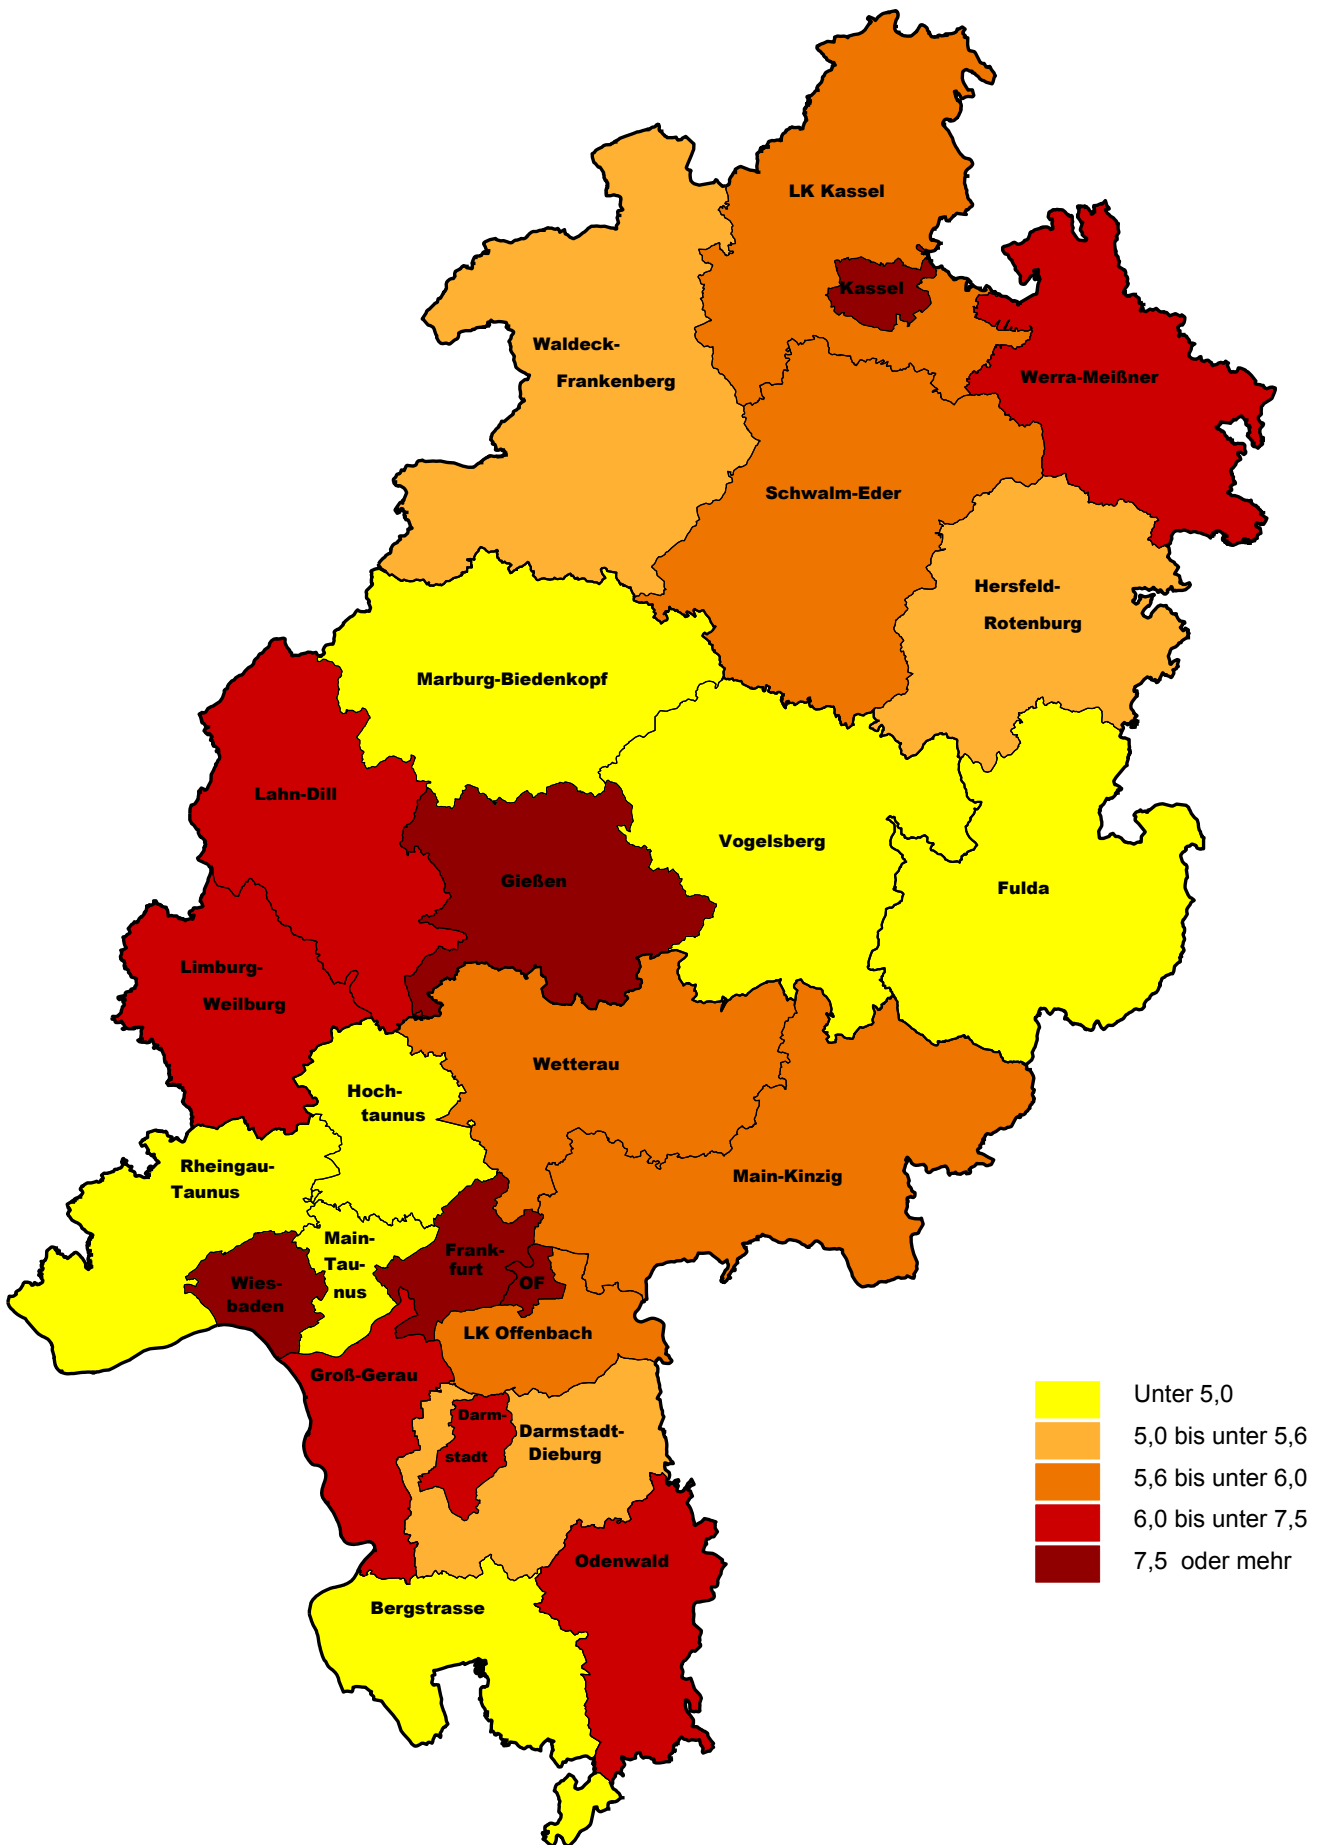 LK Kassel
Kassel
Waldeck-
Frankenberg
Werra-Meißner
Schwalm-Eder
Hersfeld-
Rotenburg
Marburg-Biedenkopf
Lahn-Dill
Vogelsberg
Gießen
Fulda
Limburg-
Weilburg
Wetterau
Hoch-
taunus
Rheingau-
Taunus
Main-Kinzig
Main-
Tau-
nus
Frank-
furt
OF
Wies-
baden
LK Offenbach
Groß-Gerau
Darm-
stadt
Darmstadt-
Dieburg
Odenwald
Bergstrasse
Unter 5,0
5,0 bis unter 5,6
5,6 bis unter 6,0
6,0 bis unter 7,5
7,5 oder mehr